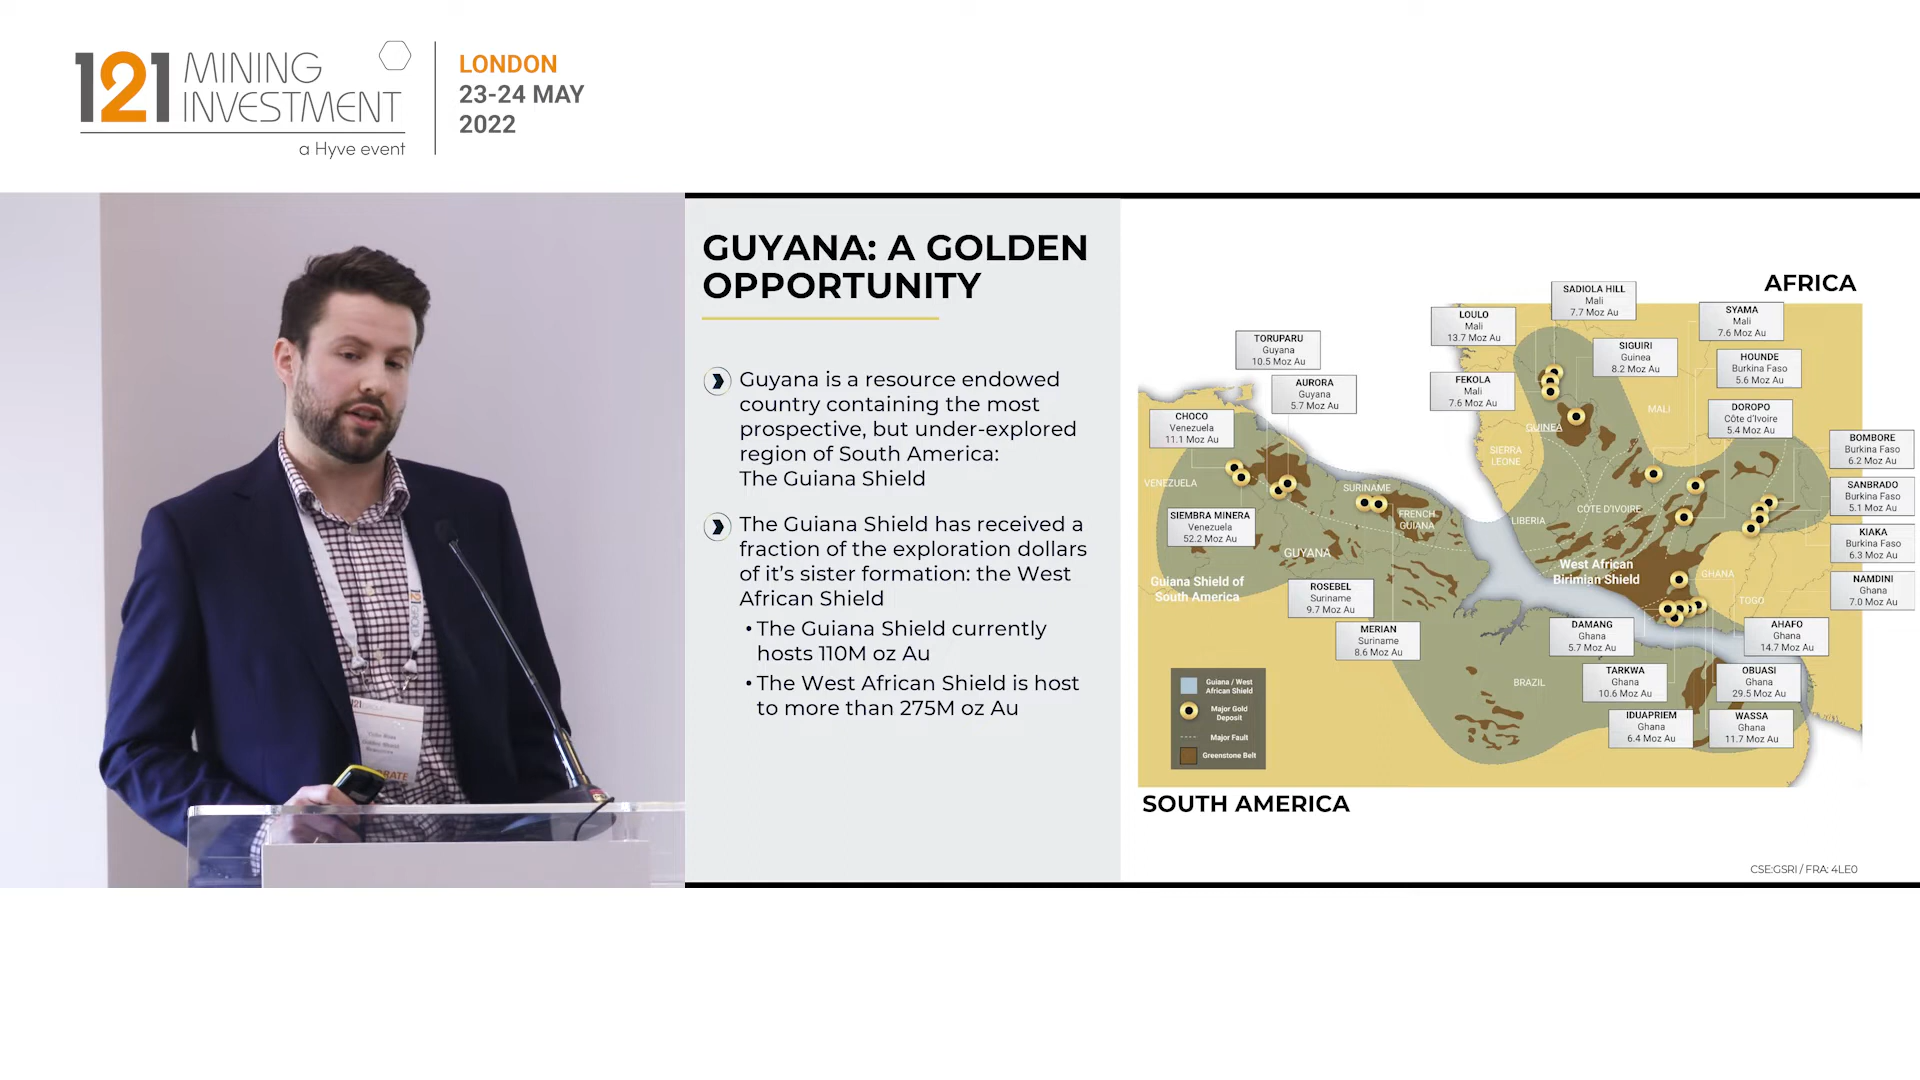 121 MINING INVESTMENT
a Hyve event
LONDON
23-24 MAY
2022
GUYANA: A GOLDEN
OPPORTUNITY
Guyana is a resource endowed
country containing the most
prospective, but under-explored
region of South America:
The Guiana Shield
The Guiana Shield has received a
fraction of the exploration dollars
of it's sister formation: the West
African Shield
• The Guiana Shield currently
hosts 110M oz Au
• The West African Shield is host
to more than 275M oz Au
AFRICA
SADIOLA HILL
Mali
7.7 Moz Au
LOULO
Mali
13.7 Moz Au
SYAMA
Mali
7.6 Moz Au
TORUPARU
Guyana
10.5 Moz Au
SIGUIRI
Guinea
8.2 Moz Au
HOUNDE
Burkina Faso
5.6 Moz Au
AURORA
Guyana
5.7 Moz Au
FEKOLA
Mali
7.6 Moz Au
DOROPO
Côte d'Ivoire
5.4 Moz Au
CHOCO
Venezuela
11.1 Moz Au
BOMBORE
Burkina Faso
6.2 Moz Au
SANBRADO
Burkina Faso
5.1 Moz Au
SIEMBRA MINERA
Venezuela
52.2 Moz Au
KIAKA
Burkina Faso
6.3 Moz Au
NAMDINI
Ghana
7.0 Moz Au
ROSEBEL
Suriname
9.7 Moz Au
MERIAN
Suriname
8.6 Moz Au
DAMANG
Ghana
5.7 Moz Au
AHAFO
Ghana
14.7 Moz Au
TARKWA
Ghana
10.6 Moz Au
OBUASI
Ghana
29.5 Moz Au
IDUAPRIEM
Ghana
6.4 Moz Au
WASSA
Ghana
11.7 Moz Au
MALI
GUINEA
SIERRA
LEONE
VENEZUELA
SURINAME
FRENCH
GUIANA
LIBERIA
CÔTE D'IVOIRE
GUYANA
GHANA
TOGO
BRAZIL
West African
Birimian Shield
Guiana Shield of
South America
Guiana / West
African Shield
Major Gold
Deposit
Major Fault
Greenstone Belt
SOUTH AMERICA
CSE:GSRI / FRA: 4LE0